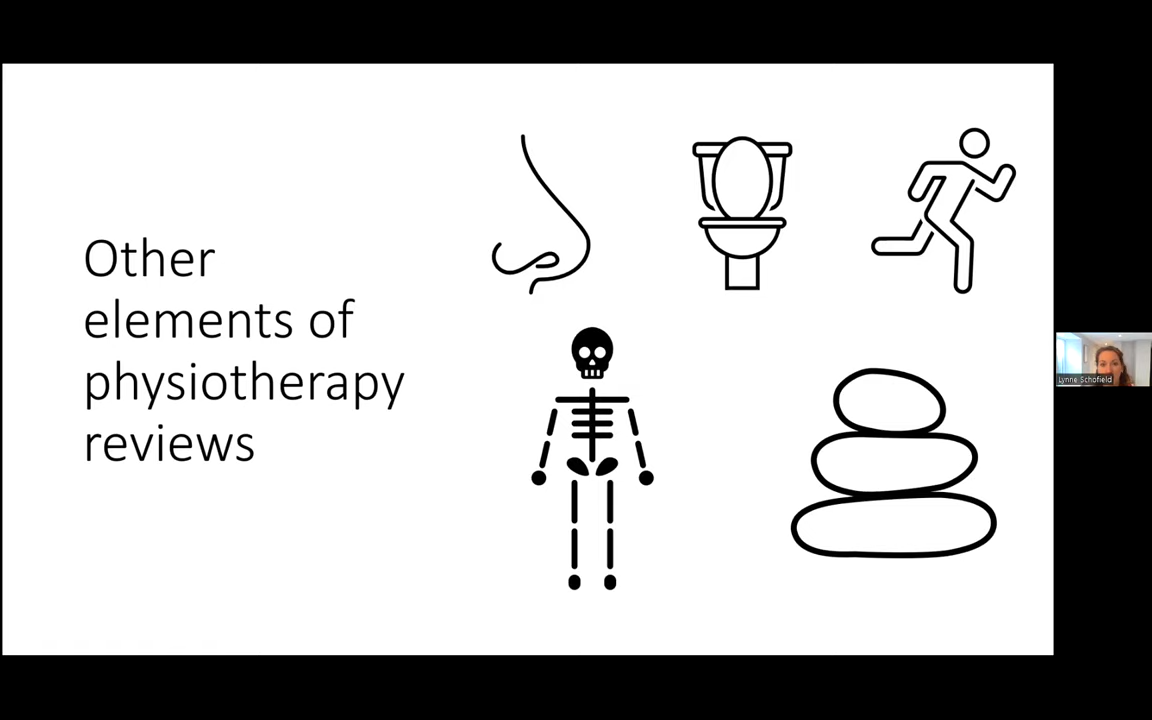 Other
elements of
physiotherapy
reviews
Lynne Schofield